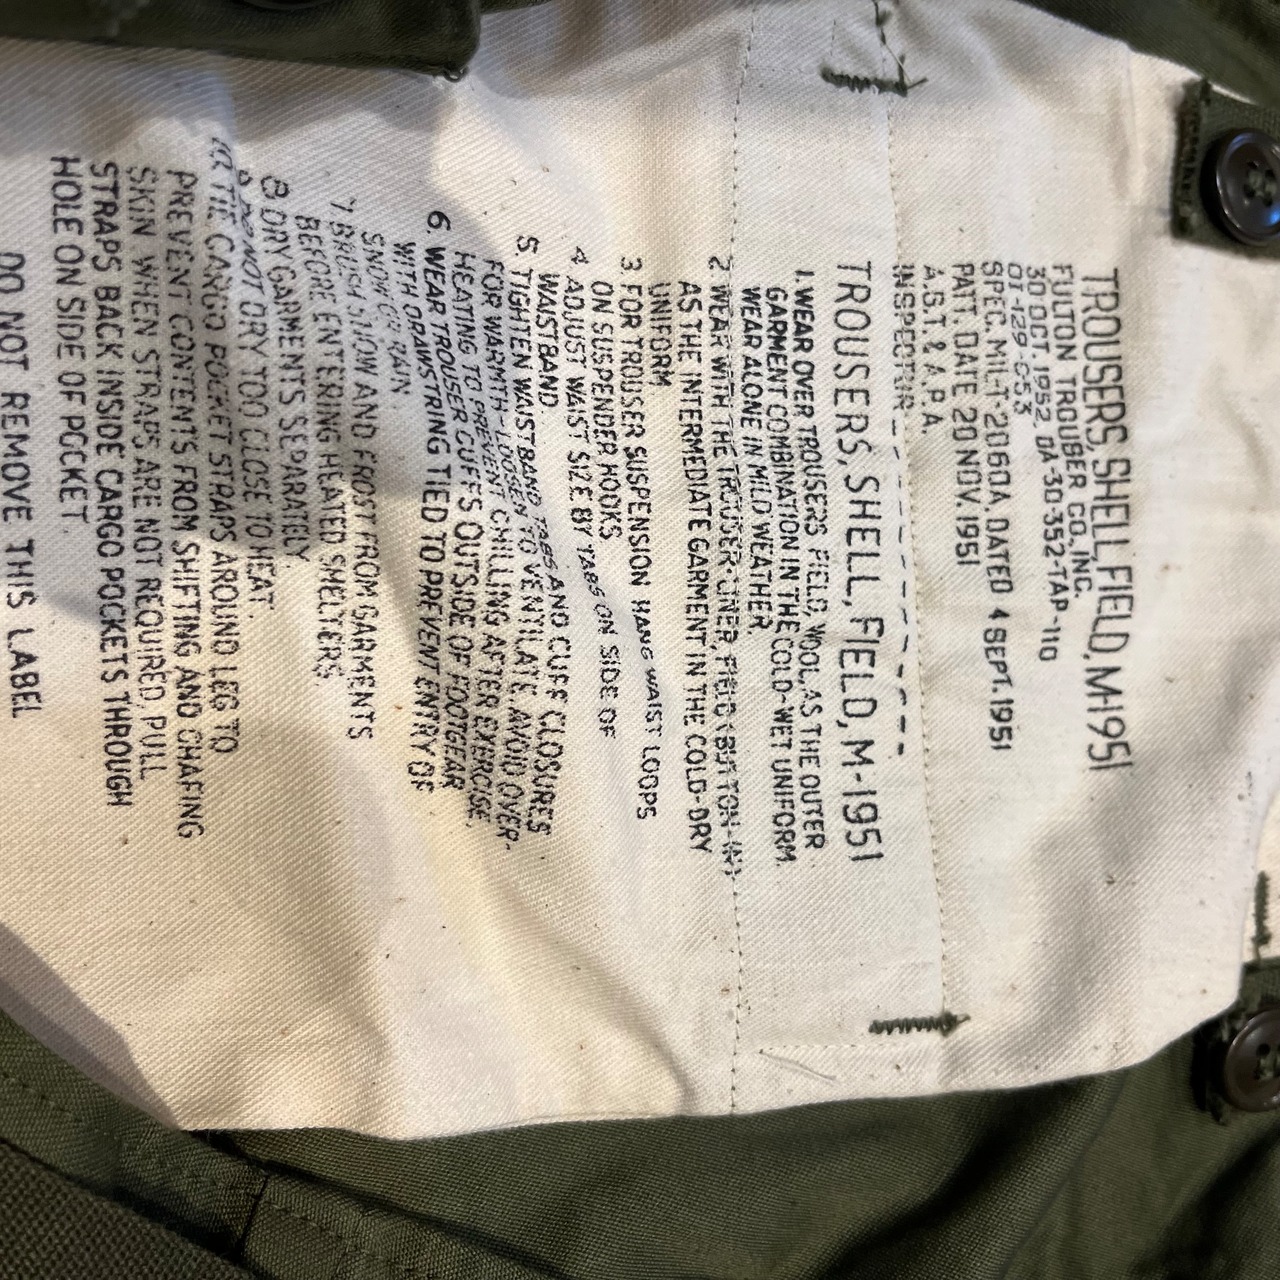 TROUSERS, SHELL, FIELD, M-1951
FULTON TROUSER CO., INC.
30 OCT. 1952, DA-30-352-TAP-110
OI-129-C-53
SPEC. MIL-T-2060A, DATED 4 SEPT. 1951
PATT. DATE 20 NOV. 1951
A.S.T. & A.P.A.
INSPECTOR
TROUSERS, SHELL, FIELD, M-1951
1. WEAR OVER TROUSERS FIELD, WOOL, AS THE OUTER
GARMENT COMBINATION IN THE COLD-WET UNIFORM.
WEAR ALONE IN MILD WEATHER.
2 WEAR WITH THE TROUSER-LINER, FIELD (BUTTON-IN)
AS THE INTERMEDIATE GARMENT IN THE COLD-DRY
UNIFORM
3 FOR TROUSER SUSPENSION HANG WAIST LOOPS
ON SUSPENDER HOOKS
4 ADJUST WAIST SIZE BY TABS ON SIDE OF
WAISTBAND
5. TIGHTEN WAISTBAND TABS AND CUFF CLOSURES
FOR WARMTH-LOOSEN TO VENTILATE, AVOID OVER-
HEATING TO PREVENT CHILLING AFTER EXERCISE.
6. WEAR TROUSER CUFFS OUTSIDE OF FOOTGEAR
WITH DRAWSTRING TIED TO PREVENT ENTRY OF
SNOW OR RAIN
7 BRUSH SNOW AND FROST FROM GARMENTS
BEFORE ENTERING HEATED SMELTERS.
8 DRY GARMENTS SEPARATELY.
9 DO NOT DRY TOO CLOSE TO HEAT.
THE CARGO POCKET STRAPS AROUND LEG TO
PREVENT CONTENTS FROM SHIFTING AND CHAFING
SKIN WHEN STRAPS ARE NOT REQUIRED, PULL
STRAPS BACK INSIDE CARGO POCKETS THROUGH
HOLE ON SIDE OF POCKET
DO NOT REMOVE THIS LABEL